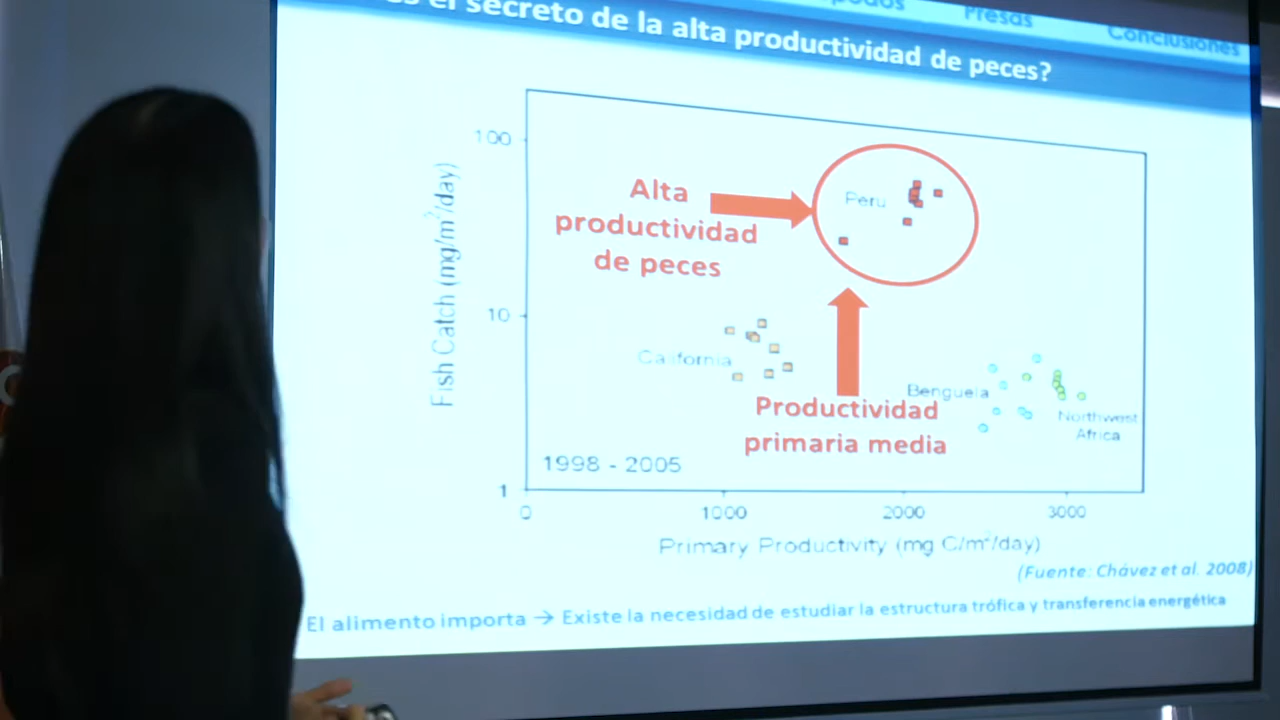 Presas
Conclusiones
es el secreto de la alta productividad de peces?
100
10
1
Fish Catch (mg/m²/day)
Alta
productividad
de peces
Peru
California
Benguela
Northwest
Africa
Productividad
primaria media
1998 - 2005
0
1000
2000
3000
Primary Productivity (mg C/m²/day)
(Fuente: Chávez et al. 2008)
El alimento importa → Existe la necesidad de estudiar la estructura trófica y transferencia energética